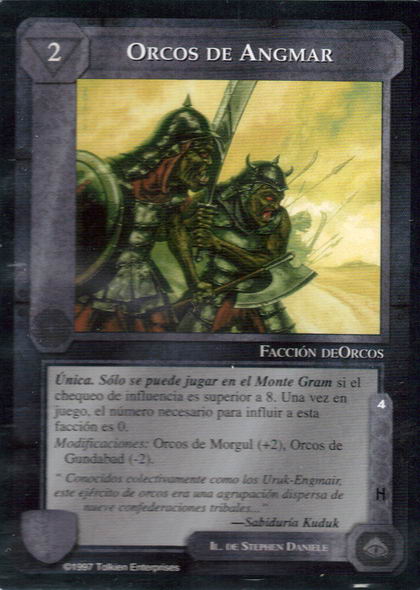 2
ORCOS DE ANGMAR
FACCIÓN DEORCOS
Única. Sólo se puede jugar en el Monte Gram si el
chequeo de influencia es superior a 8. Una vez en
juego, el número necesario para influir a esta
facción es 0.
Modificaciones: Orcos de Morgul (+2), Orcos de
Gundabad (-2).
4
" Conocidos colectivamente como los Uruk-Engmair,
este ejército de orcos era una agrupación dispersa de
nueve confederaciones tribales..."
—Sabiduría Kuduk
H
IL. DE STEPHEN DANIELE
©1997 Tolkien Enterprises